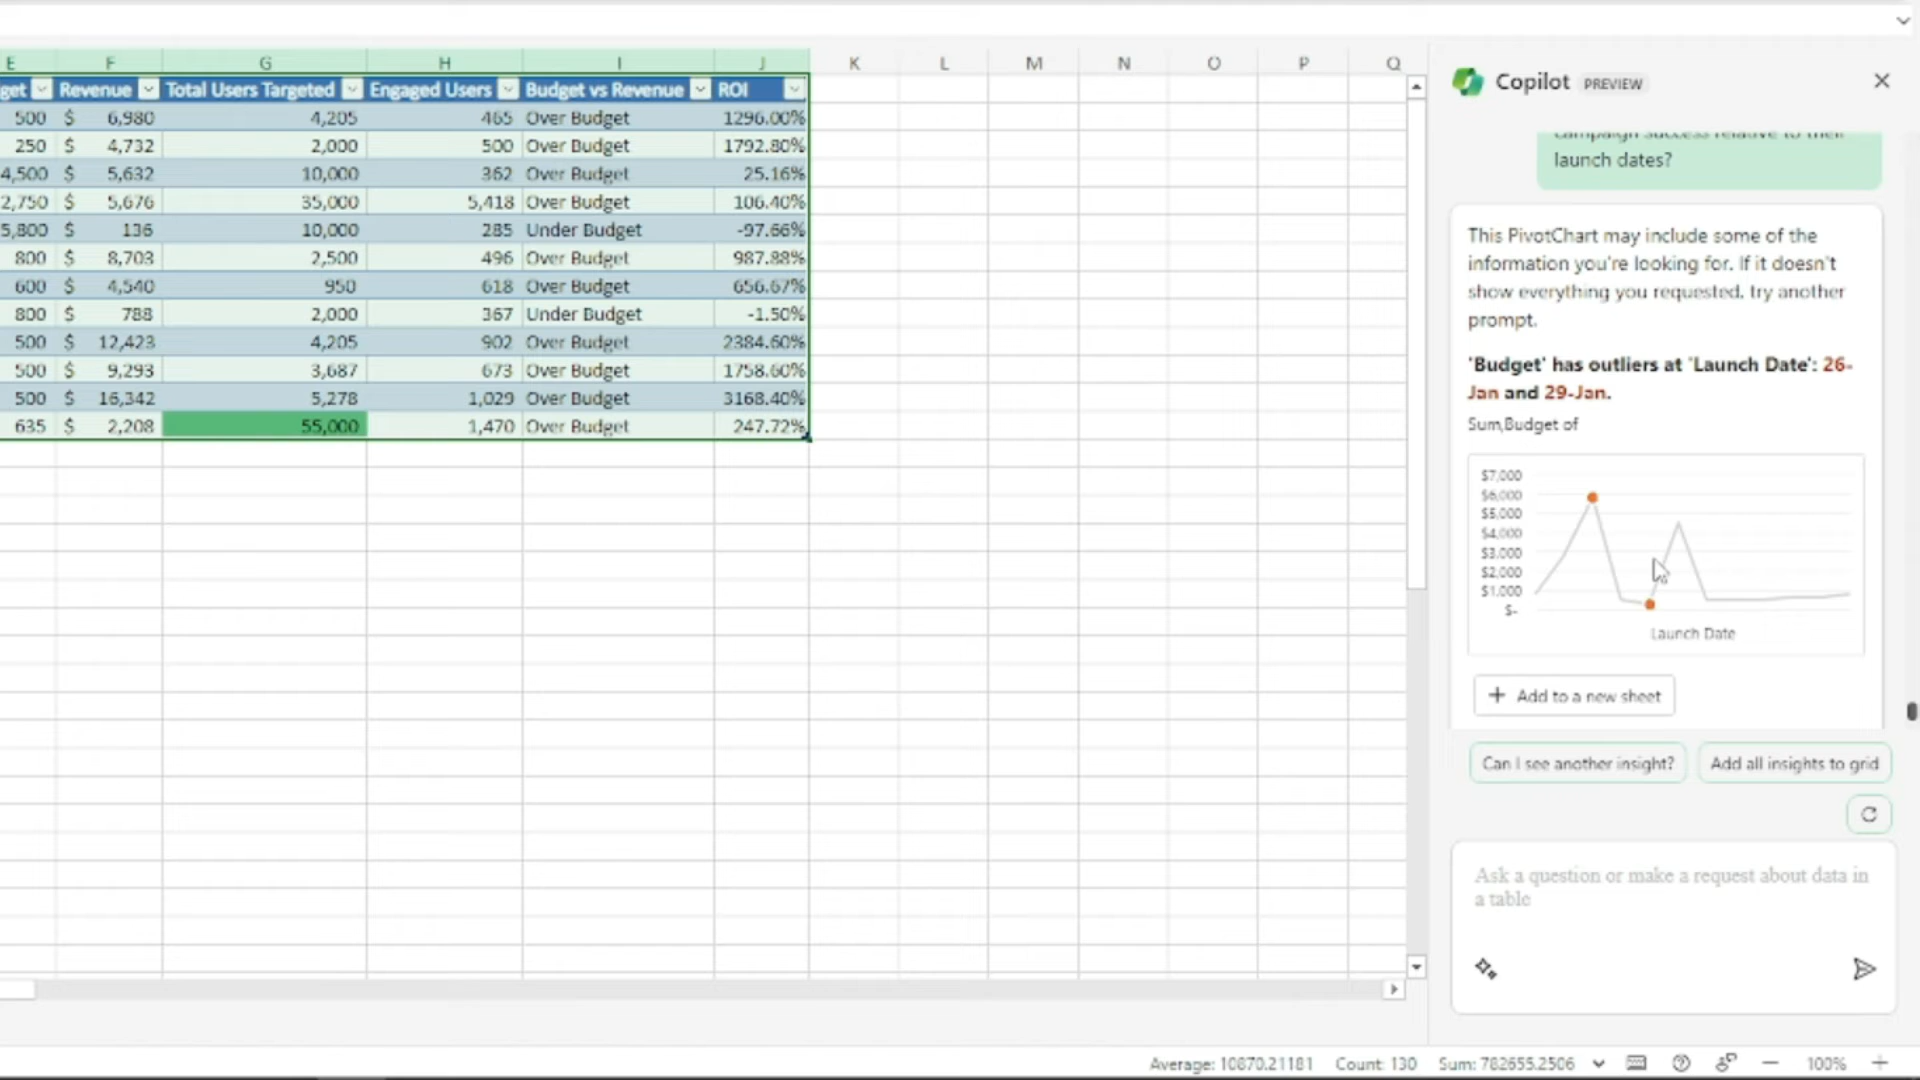 E F G H I J K L M N O P Q
get Revenue Total Users Targeted Engaged Users Budget vs Revenue ROI
500 $ 6,980 4,205 465 Over Budget 1296.00%
250 $ 4,732 2,000 500 Over Budget 1792.80%
4,500 $ 5,632 10,000 362 Over Budget 25.16%
2,750 $ 5,676 35,000 5,418 Over Budget 106.40%
5,800 $ 136 10,000 285 Under Budget -97.66%
800 $ 8,703 2,500 496 Over Budget 987.88%
600 $ 4,540 950 618 Over Budget 656.67%
800 $ 788 2,000 367 Under Budget -1.50%
500 $ 12,423 4,205 902 Over Budget 2384.60%
500 $ 9,293 3,687 673 Over Budget 1758.60%
500 $ 16,342 5,278 1,029 Over Budget 3168.40%
635 $ 2,208 55,000 1,470 Over Budget 247.72%
Copilot PREVIEW
campaign success relative to their
launch dates?
This PivotChart may include some of the
information you're looking for. If it doesn't
show everything you requested, try another
prompt.
'Budget' has outliers at 'Launch Date': 26-
Jan and 29-Jan.
Sum,Budget of
$7,000
$6,000
$5,000
$4,000
$3,000
$2,000
$1,000
$-
Launch Date
+ Add to a new sheet
Can I see another insight? Add all insights to grid
Ask a question or make a request about data in
a table
Average: 10870.21181 Count: 130 Sum: 782655.2506 100%